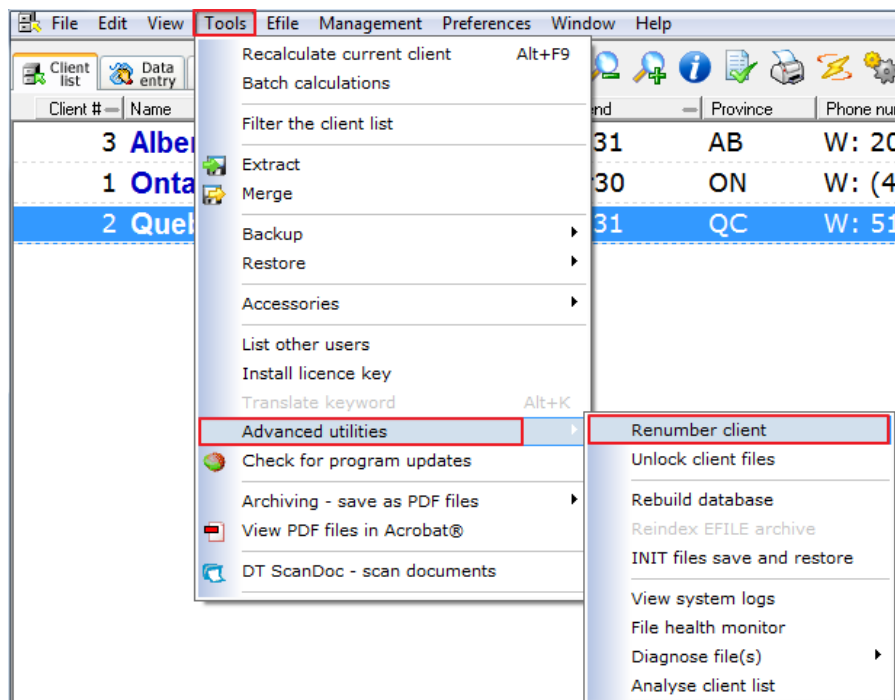 File Edit View Tools Efile Management Preferences Window Help
Client list
Data entry
Client # Name
Province Phone nu
3 Alber 31 AB W: 20
1 Onta 30 ON W: (4
2 Queb 31 QC W: 51
Recalculate current client Alt+F9
Batch calculations
Filter the client list
Extract
Merge
Backup
Restore
Accessories
List other users
Install licence key
Translate keyword Alt+K
Advanced utilities
Check for program updates
Archiving - save as PDF files
View PDF files in Acrobat®
DT ScanDoc - scan documents
Renumber client
Unlock client files
Rebuild database
Reindex EFILE archive
INIT files save and restore
View system logs
File health monitor
Diagnose file(s)
Analyse client list